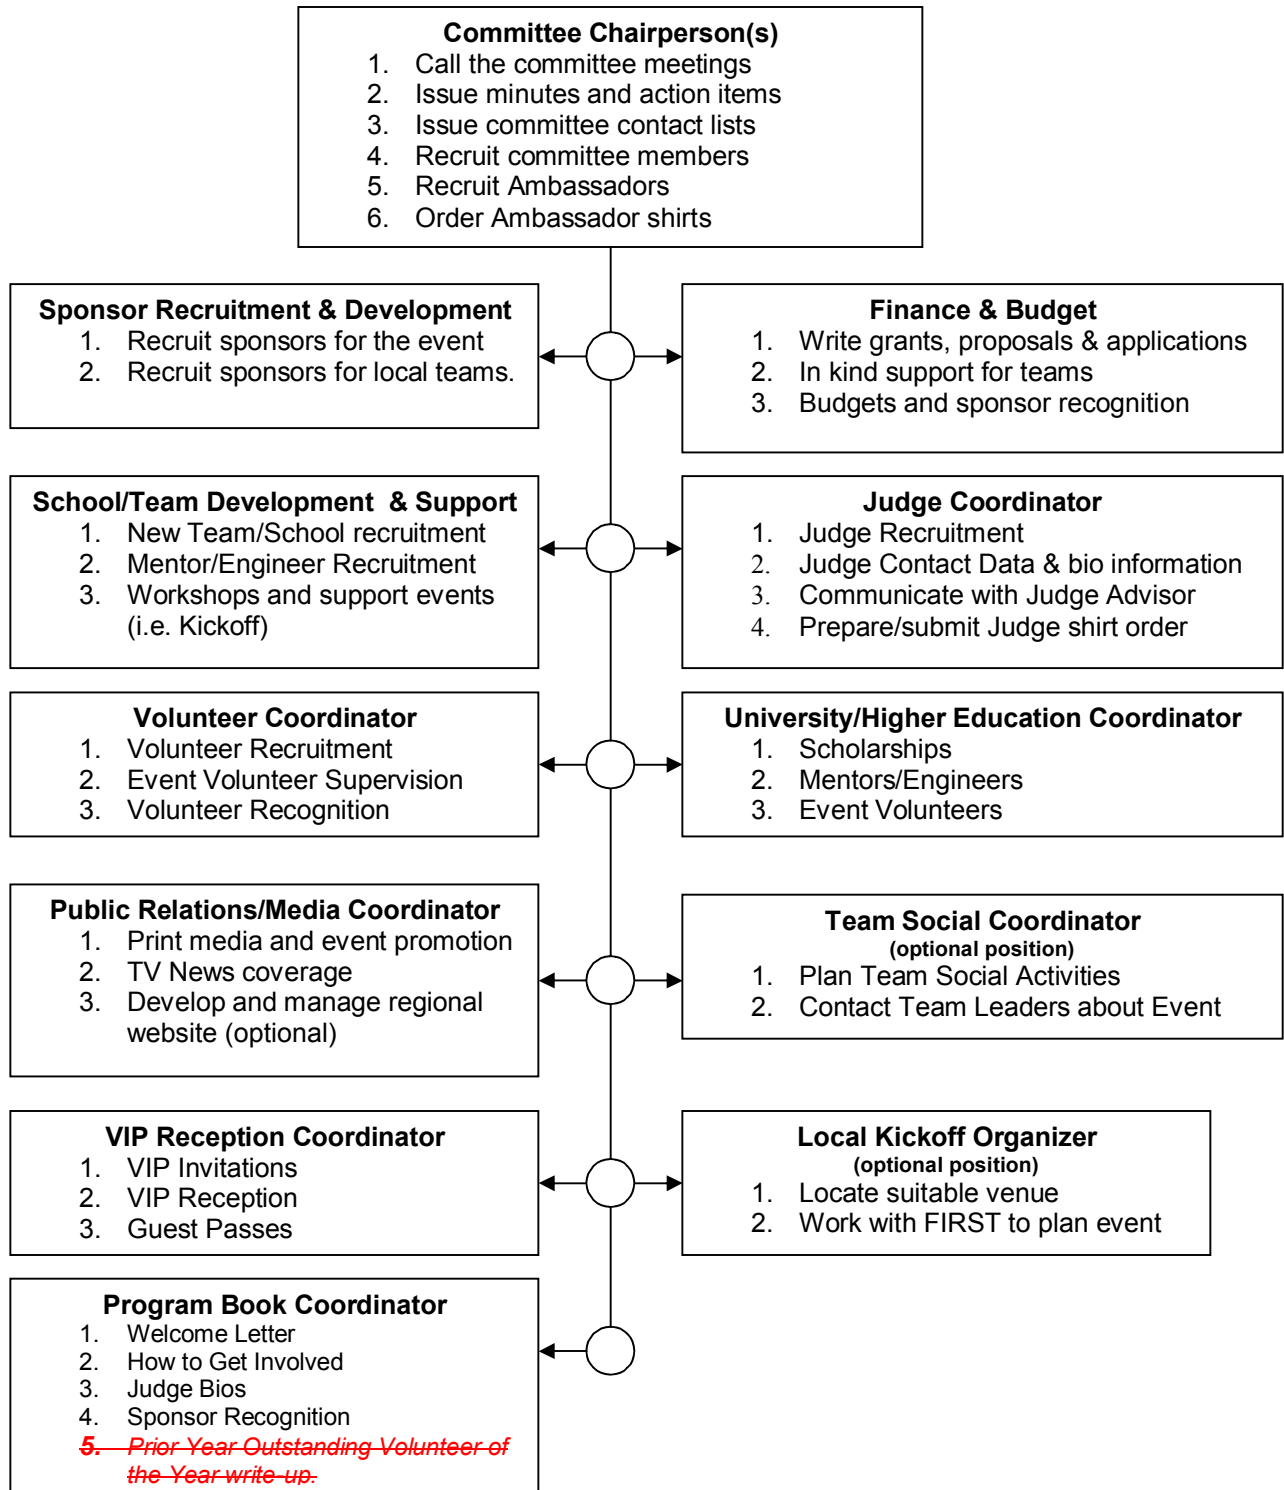 Committee Chairperson(s)
1. Call the committee meetings
2. Issue minutes and action items
3. Issue committee contact lists
4. Recruit committee members
5. Recruit Ambassadors
6. Order Ambassador shirts
Sponsor Recruitment & Development
1. Recruit sponsors for the event
2. Recruit sponsors for local teams.
Finance & Budget
1. Write grants, proposals & applications
2. In kind support for teams
3. Budgets and sponsor recognition
School/Team Development & Support
1. New Team/School recruitment
2. Mentor/Engineer Recruitment
3. Workshops and support events
(i.e. Kickoff)
Judge Coordinator
1. Judge Recruitment
2. Judge Contact Data & bio information
3. Communicate with Judge Advisor
4. Prepare/submit Judge shirt order
Volunteer Coordinator
1. Volunteer Recruitment
2. Event Volunteer Supervision
3. Volunteer Recognition
University/Higher Education Coordinator
1. Scholarships
2. Mentors/Engineers
3. Event Volunteers
Public Relations/Media Coordinator
1. Print media and event promotion
2. TV News coverage
3. Develop and manage regional
website (optional)
Team Social Coordinator
(optional position)
1. Plan Team Social Activities
2. Contact Team Leaders about Event
VIP Reception Coordinator
1. VIP Invitations
2. VIP Reception
3. Guest Passes
Local Kickoff Organizer
(optional position)
1. Locate suitable venue
2. Work with FIRST to plan event
Program Book Coordinator
1. Welcome Letter
2. How to Get Involved
3. Judge Bios
4. Sponsor Recognition
5. Prior Year Outstanding Volunteer of
the Year write-up.